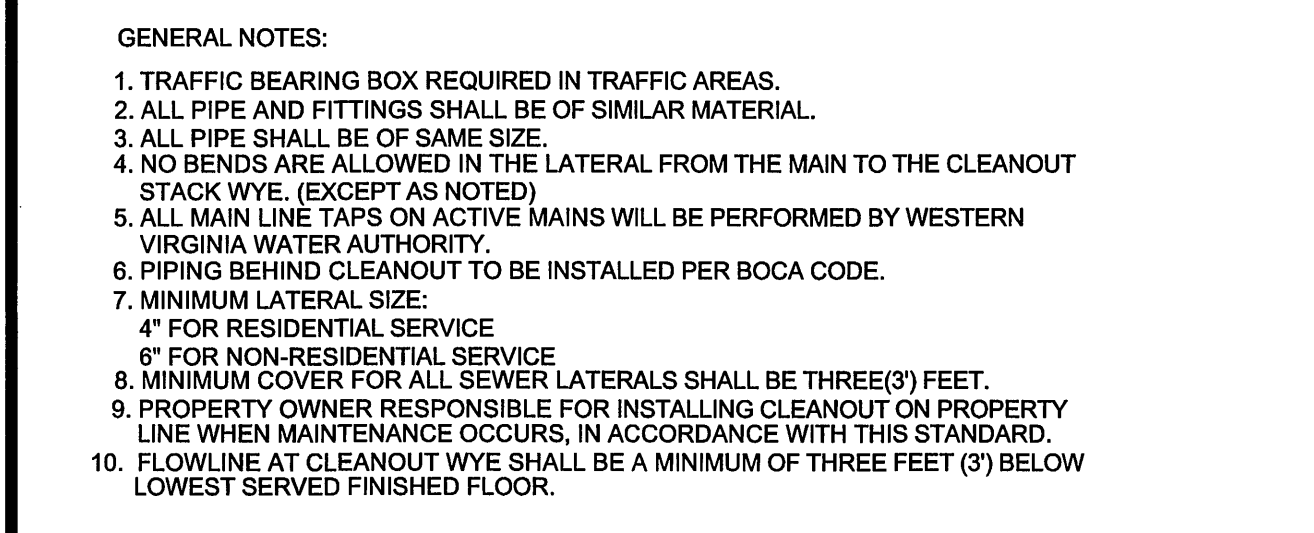 GENERAL NOTES:
1. TRAFFIC BEARING BOX REQUIRED IN TRAFFIC AREAS.
2. ALL PIPE AND FITTINGS SHALL BE OF SIMILAR MATERIAL.
3. ALL PIPE SHALL BE OF SAME SIZE.
4. NO BENDS ARE ALLOWED IN THE LATERAL FROM THE MAIN TO THE CLEANOUT
STACK WYE. (EXCEPT AS NOTED)
5. ALL MAIN LINE TAPS ON ACTIVE MAINS WILL BE PERFORMED BY WESTERN
VIRGINIA WATER AUTHORITY.
6. PIPING BEHIND CLEANOUT TO BE INSTALLED PER BOCA CODE.
7. MINIMUM LATERAL SIZE:
4" FOR RESIDENTIAL SERVICE
6" FOR NON-RESIDENTIAL SERVICE
8. MINIMUM COVER FOR ALL SEWER LATERALS SHALL BE THREE(3') FEET.
9. PROPERTY OWNER RESPONSIBLE FOR INSTALLING CLEANOUT ON PROPERTY
LINE WHEN MAINTENANCE OCCURS, IN ACCORDANCE WITH THIS STANDARD.
10. FLOWLINE AT CLEANOUT WYE SHALL BE A MINIMUM OF THREE FEET (3') BELOW
LOWEST SERVED FINISHED FLOOR.